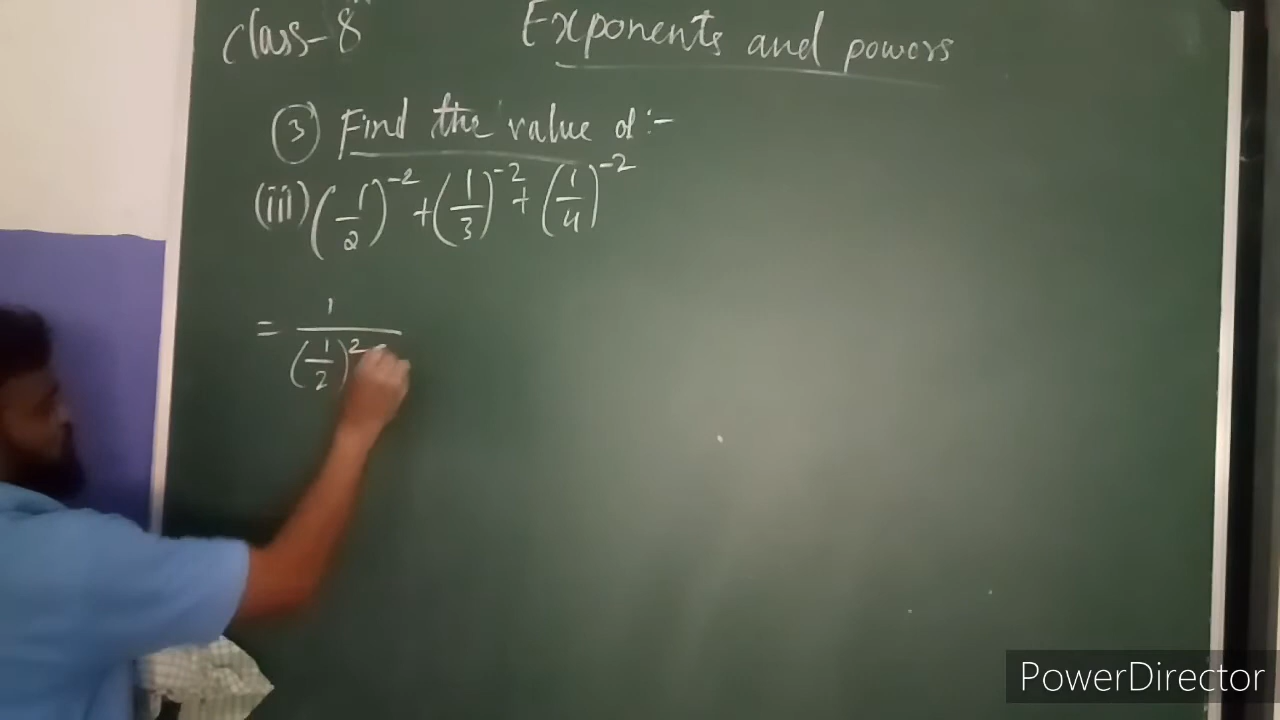 Class-8
Exponents and powers
(3) Find the value of :-
(iii) (1/2)^-2 + (1/3)^-2 + (1/4)^-2
= 1/(1/2)^2
PowerDirector